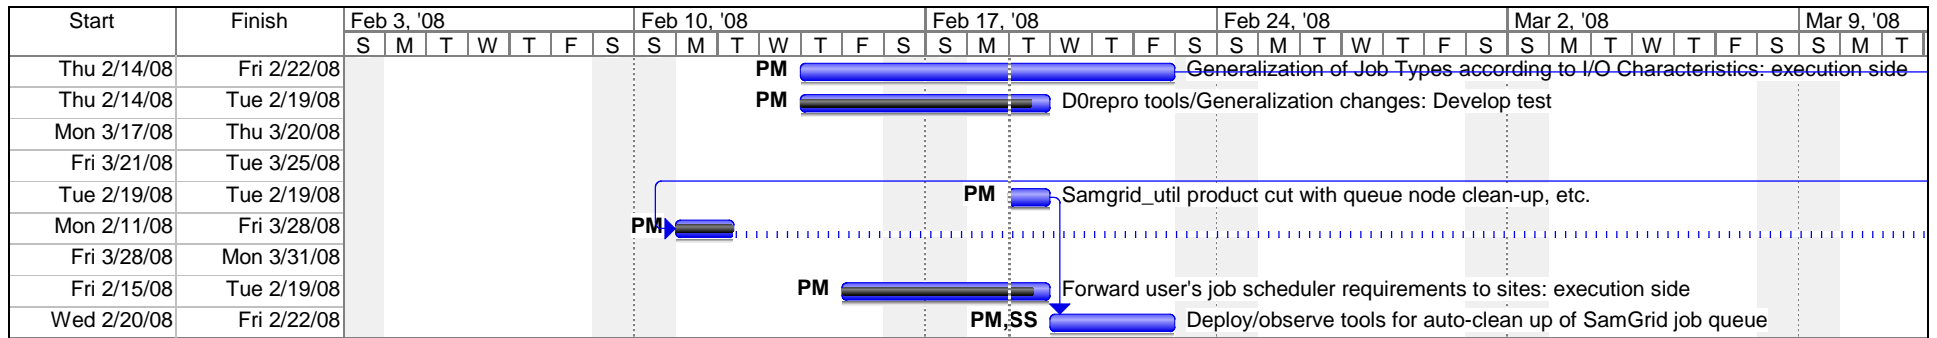 Start Finish Feb 3, '08 Feb 10, '08 Feb 17, '08 Feb 24, '08 Mar 2, '08 Mar 9, '08
S M T W T F S S M T W T F S S M T W T F S S M T W T F S S M T W T F S S M T
Thu 2/14/08 Fri 2/22/08 PM Generalization of Job Types according to I/O Characteristics: execution side
Thu 2/14/08 Tue 2/19/08 PM D0repro tools/Generalization changes: Develop test
Mon 3/17/08 Thu 3/20/08
Fri 3/21/08 Tue 3/25/08
Tue 2/19/08 Tue 2/19/08 PM Samgrid_util product cut with queue node clean-up, etc.
Mon 2/11/08 Fri 3/28/08 PM
Fri 3/28/08 Mon 3/31/08
Fri 2/15/08 Tue 2/19/08 PM Forward user's job scheduler requirements to sites: execution side
Wed 2/20/08 Fri 2/22/08 PM,SS Deploy/observe tools for auto-clean up of SamGrid job queue